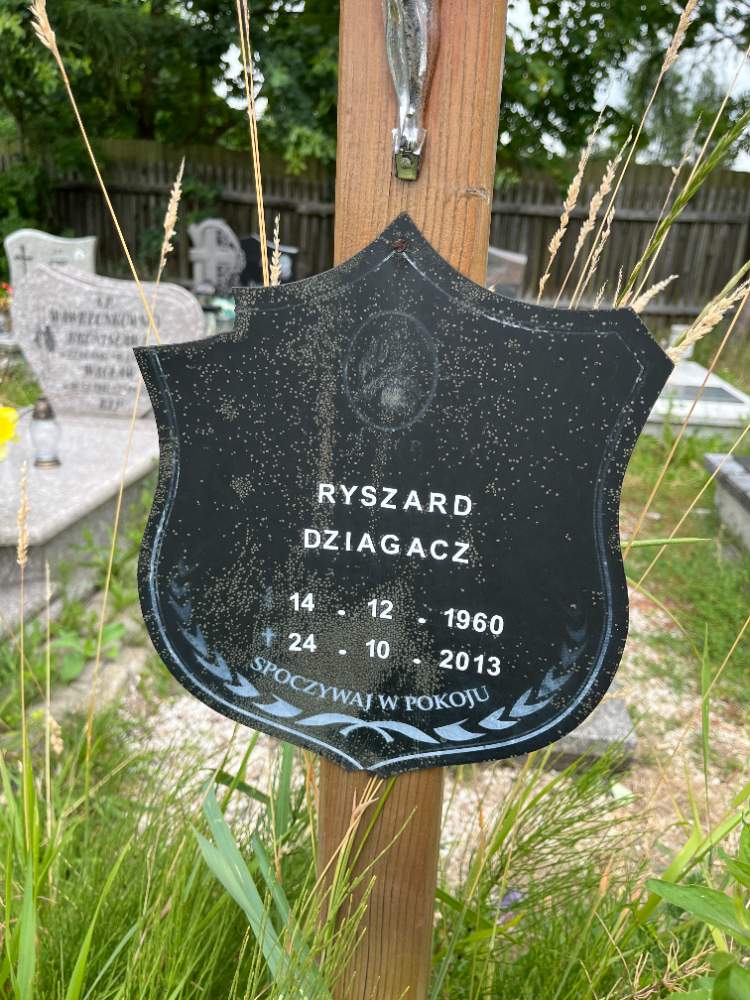 RYSZARD
DZIAGACZ
14 - 12 - 1960
✝ 24 - 10 - 2013
SPOCZYWAJ W POKOJU